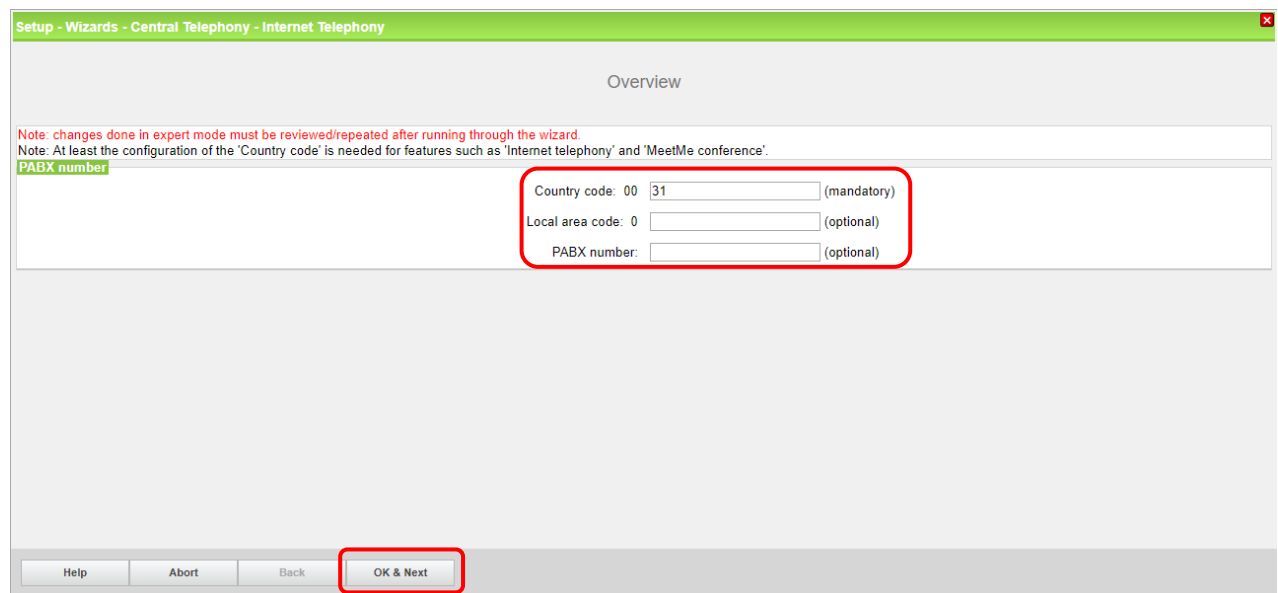 Setup - Wizards - Central Telephony - Internet Telephony
Overview
Note: changes done in expert mode must be reviewed/repeated after running through the wizard.
Note: At least the configuration of the 'Country code' is needed for features such as 'Internet telephony' and 'MeetMe conference'.
PABX number
Country code: 00 31 (mandatory)
Local area code: 0 (optional)
PABX number: (optional)
Help Abort Back OK & Next